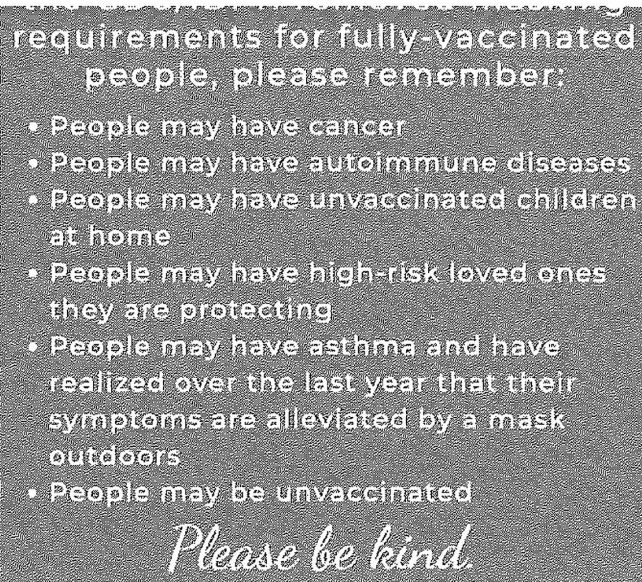 requirements for fully-vaccinated
people, please remember:
• People may have cancer
• People may have autoimmune diseases
• People may have unvaccinated children
at home
• People may have high-risk loved ones
they are protecting
• People may have asthma and have
realized over the last year that their
symptoms are alleviated by a mask
outdoors
• People may be unvaccinated
Please be kind.